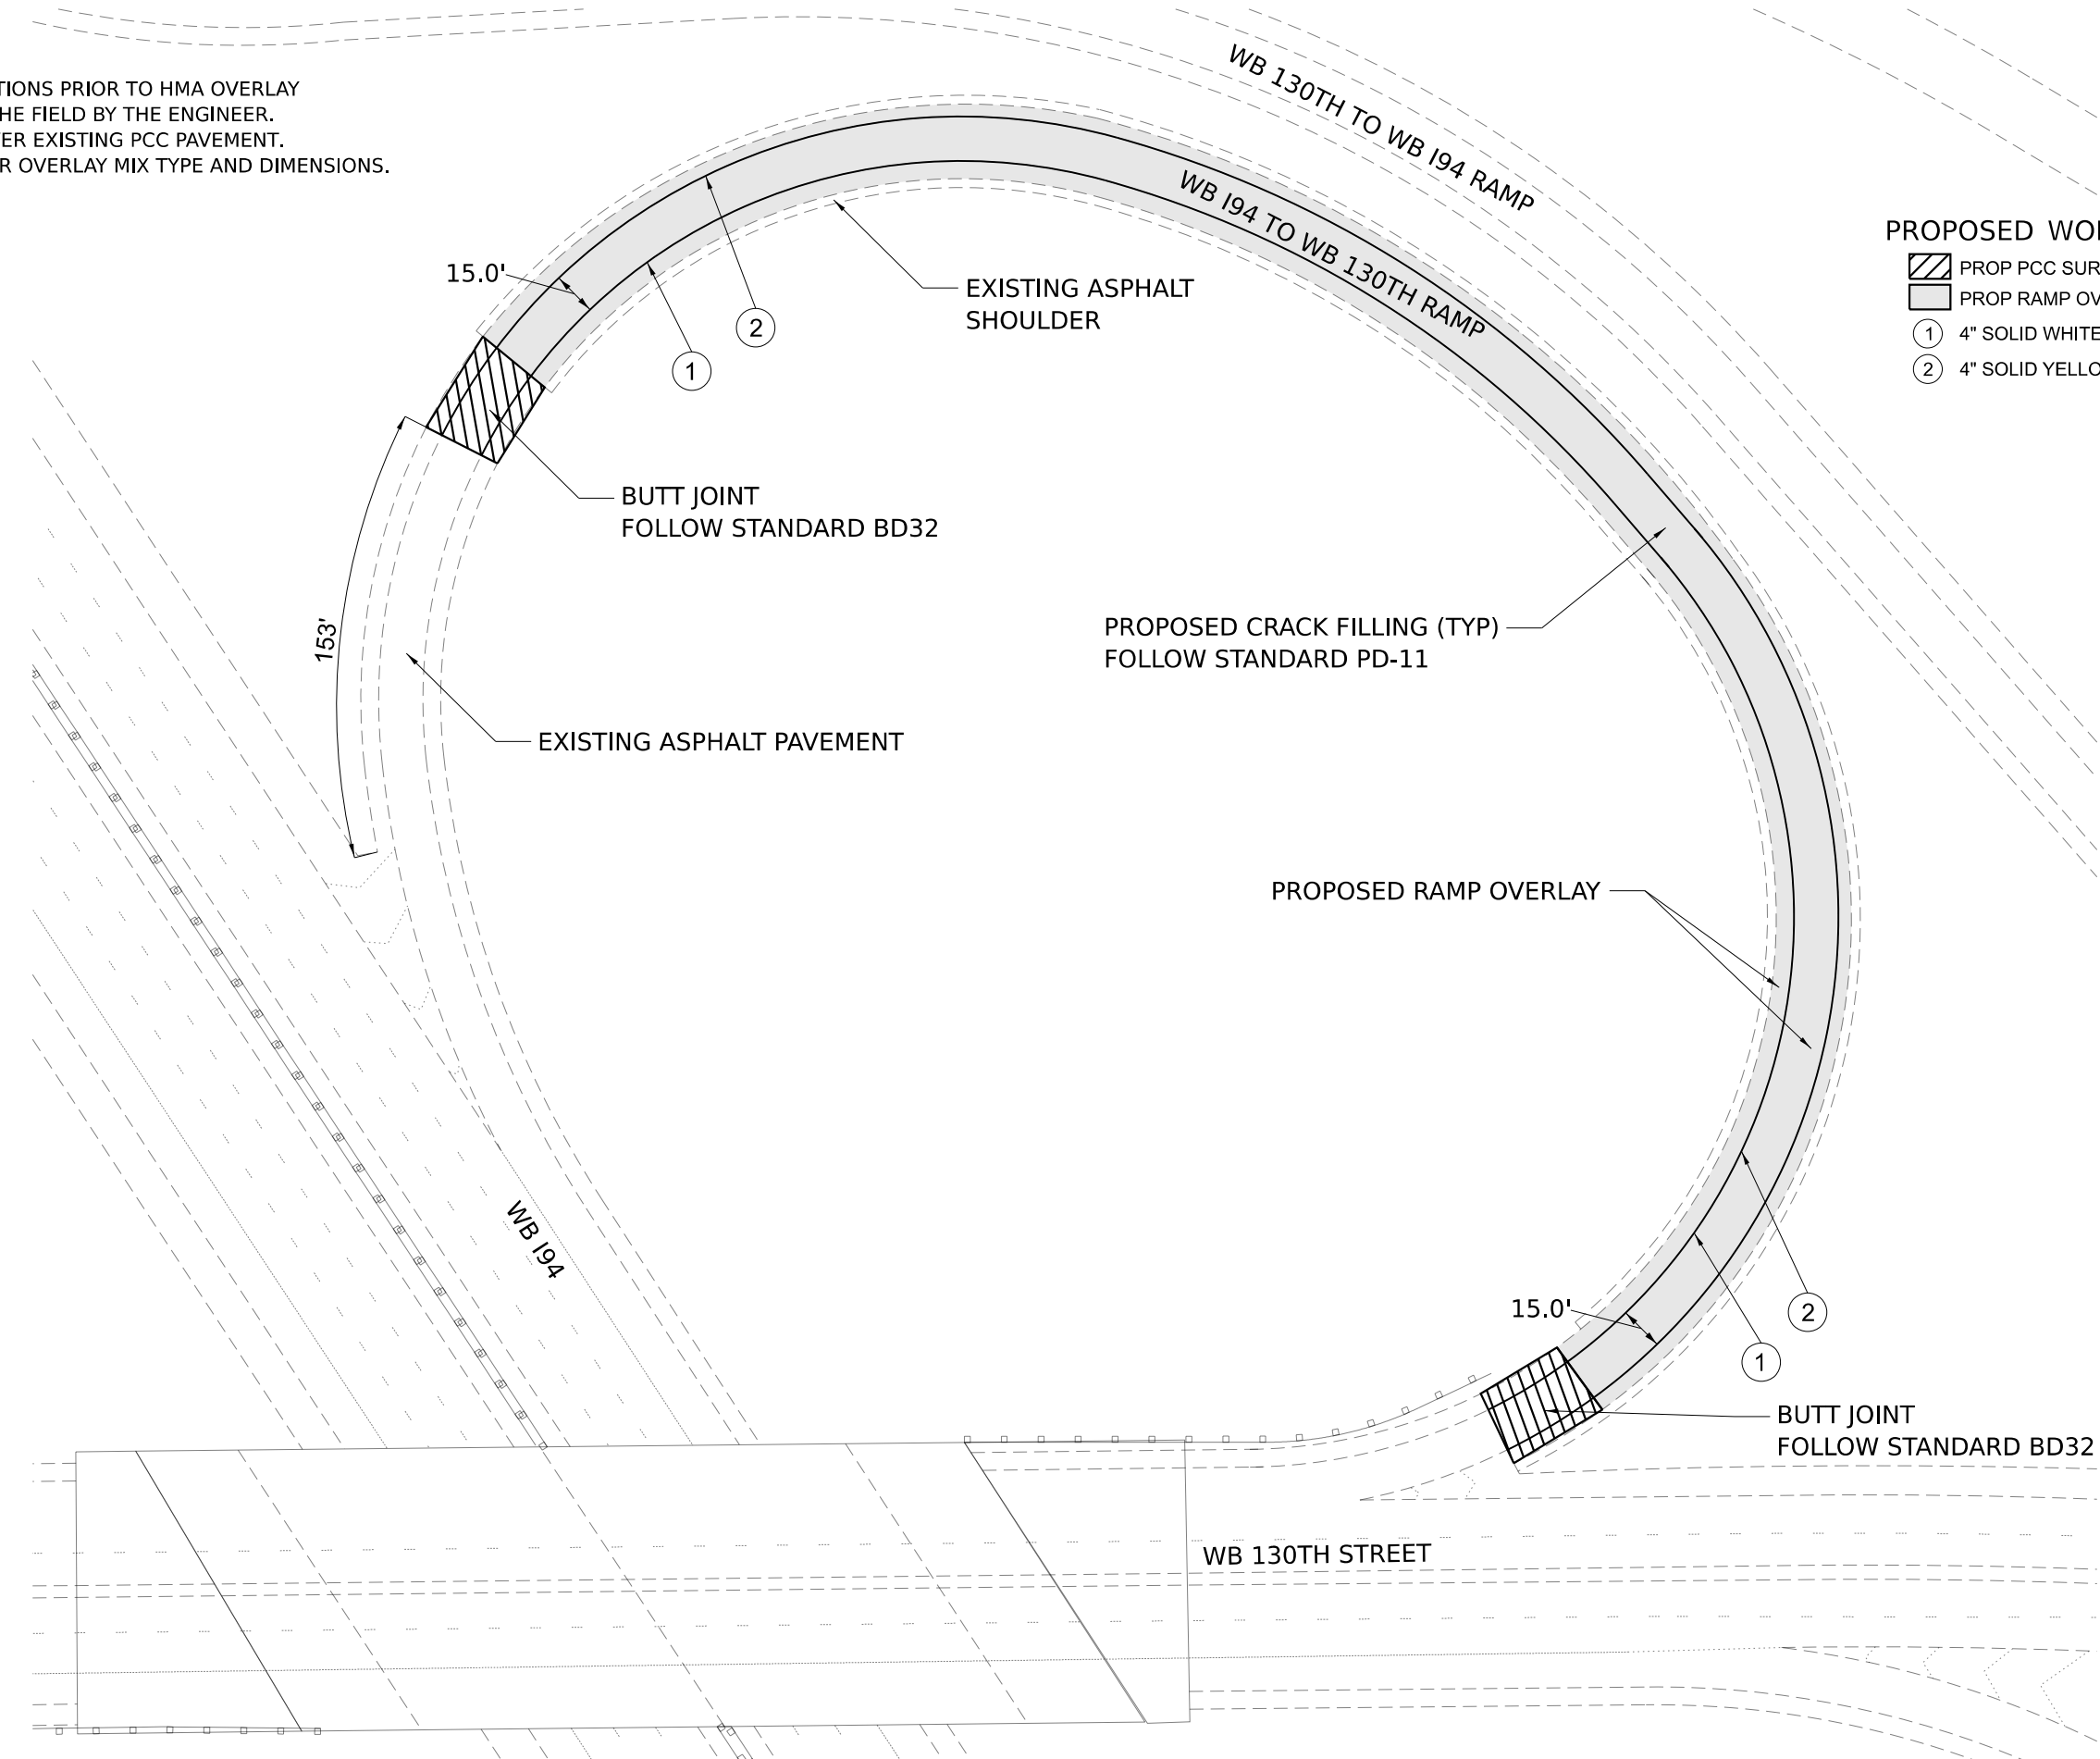 TIONS PRIOR TO HMA OVERLAY
HE FIELD BY THE ENGINEER.
ER EXISTING PCC PAVEMENT.
R OVERLAY MIX TYPE AND DIMENSIONS.
WB 130TH TO WB I94 RAMP
WB I94 TO WB 130TH RAMP
PROPOSED WO
PROP PCC SUR
PROP RAMP OV
1 4" SOLID WHITE
2 4" SOLID YELLO
15.0'
EXISTING ASPHALT
SHOULDER
2
1
BUTT JOINT
FOLLOW STANDARD BD32
153'
PROPOSED CRACK FILLING (TYP)
FOLLOW STANDARD PD-11
EXISTING ASPHALT PAVEMENT
PROPOSED RAMP OVERLAY
WB I94
15.0'
2
1
BUTT JOINT
FOLLOW STANDARD BD32
WB 130TH STREET